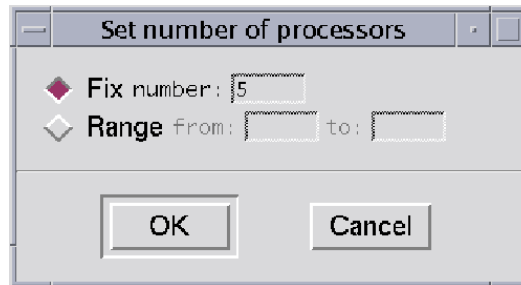 Set number of processors
Fix number: 5
Range from: to:
OK Cancel